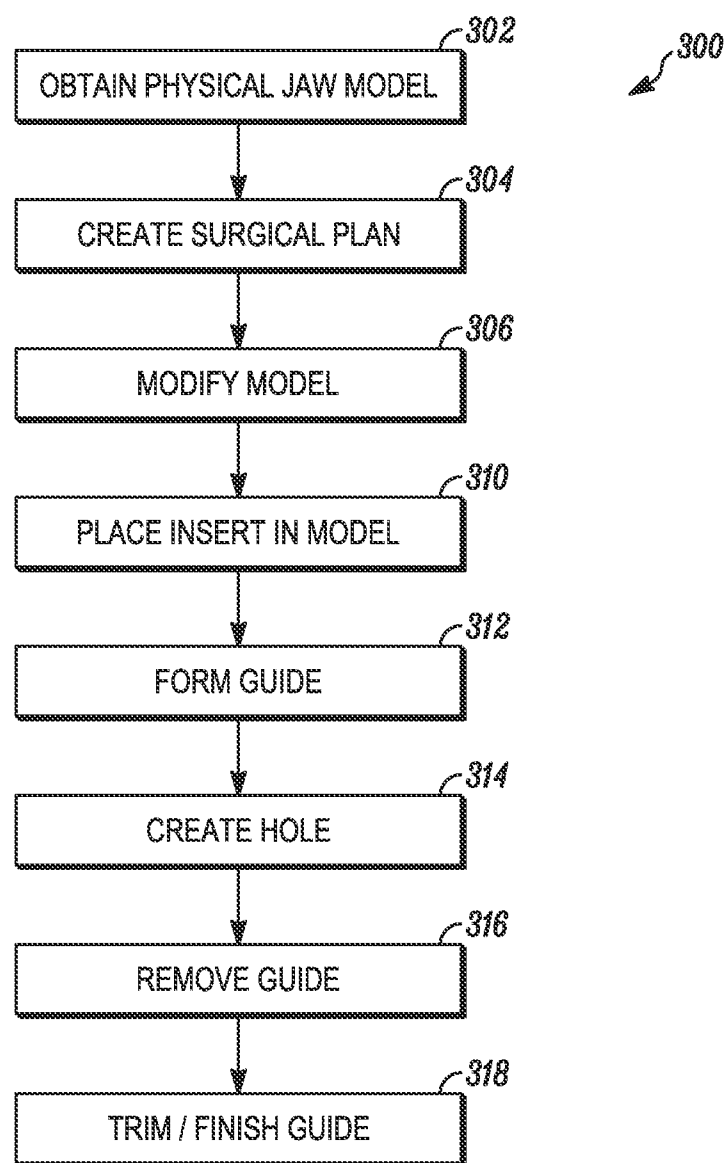 302
300
OBTAIN PHYSICAL JAW MODEL
304
CREATE SURGICAL PLAN
306
MODIFY MODEL
310
PLACE INSERT IN MODEL
312
FORM GUIDE
314
CREATE HOLE
316
REMOVE GUIDE
318
TRIM / FINISH GUIDE